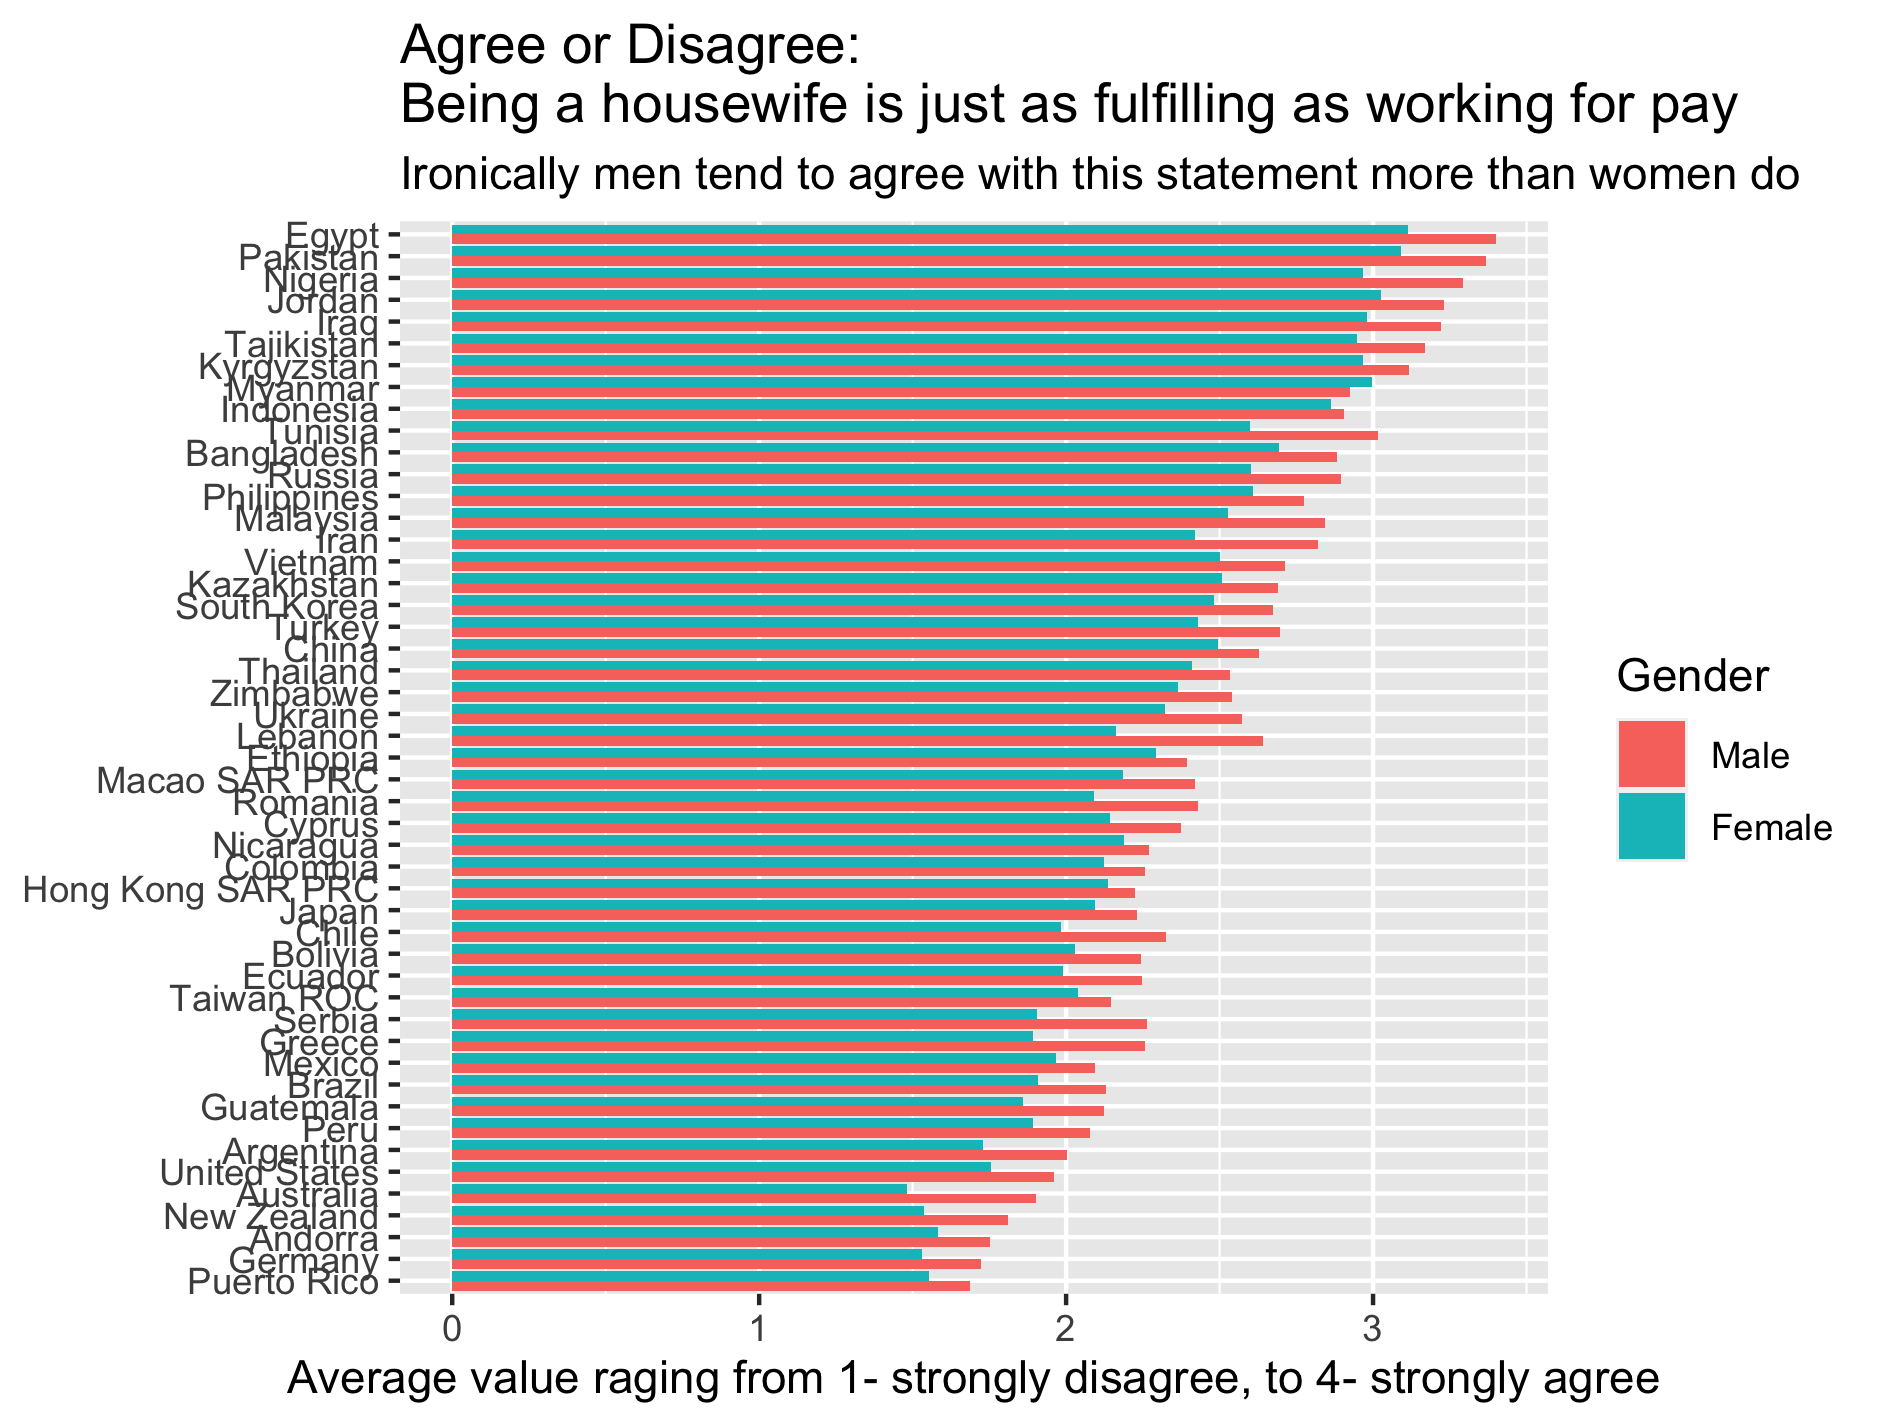 Agree or Disagree:
Being a housewife is just as fulfilling as working for pay
Ironically men tend to agree with this statement more than women do
Egypt
Pakistan
Nigeria
Jordan
Iraq
Tajikistan
Kyrgyzstan
Myanmar
Indonesia
Tunisia
Bangladesh
Russia
Philippines
Malaysia
Iran
Vietnam
Kazakhstan
South Korea
Turkey
China
Thailand
Zimbabwe
Ukraine
Lebanon
Ethiopia
Macao SAR PRC
Romania
Cyprus
Nicaragua
Colombia
Hong Kong SAR PRC
Japan
Chile
Bolivia
Ecuador
Taiwan ROC
Serbia
Greece
Mexico
Brazil
Guatemala
Peru
Argentina
United States
Australia
New Zealand
Andorra
Germany
Puerto Rico
Gender
Male
Female
0 1 2 3
Average value raging from 1- strongly disagree, to 4- strongly agree